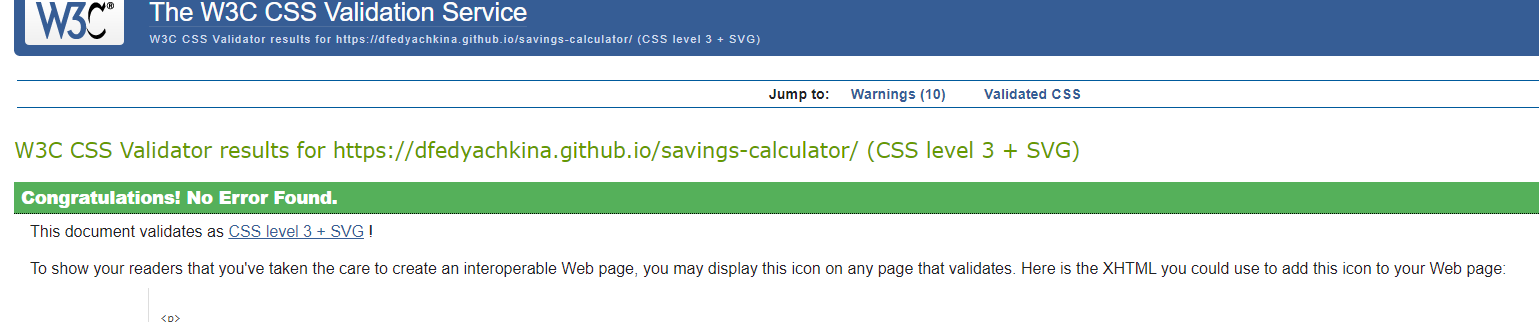 W3C®
The W3C CSS Validation Service
W3C CSS Validator results for https://dfedyachkina.github.io/savings-calculator/ (CSS level 3 + SVG)
Jump to: Warnings (10) Validated CSS
W3C CSS Validator results for https://dfedyachkina.github.io/savings-calculator/ (CSS level 3 + SVG)
Congratulations! No Error Found.
This document validates as CSS level 3 + SVG !
To show your readers that you've taken the care to create an interoperable Web page, you may display this icon on any page that validates. Here is the XHTML you could use to add this icon to your Web page:
<p>